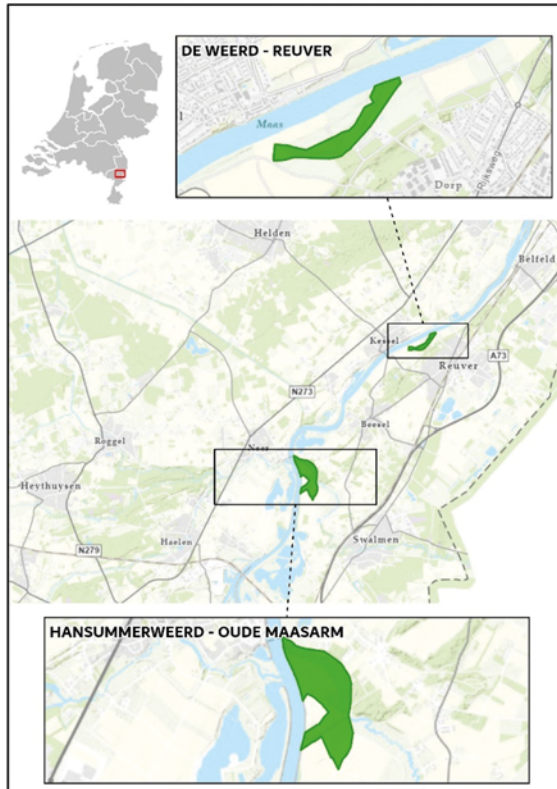 DE WEERD - REUVER
Maas
Dorp
Rijksweg
Helden
Belfeld
Kessel
Reuver
A73
N273
Beesel
Roggel
Neer
Heythuysen
Haelen
Swalmen
N279
HANSUMMERWEERD - OUDE MAASARM